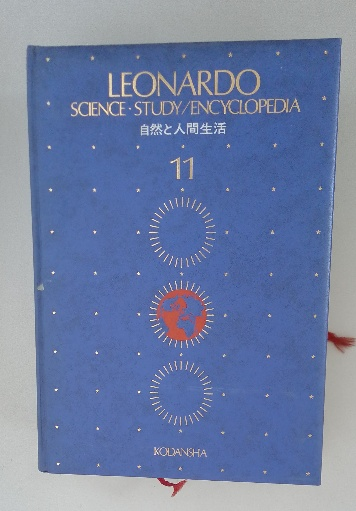 LEONARDO
SCIENCE·STUDY/ENCYCLOPEDIA
自然と人間生活
11
KODANSHA